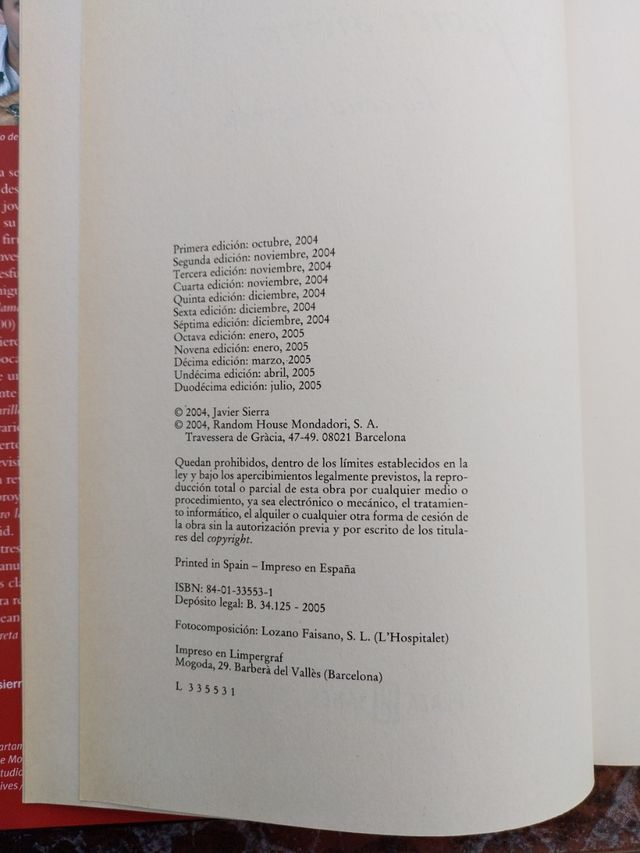 Primera edición: octubre, 2004
Segunda edición: noviembre, 2004
Tercera edición: noviembre, 2004
Cuarta edición: noviembre, 2004
Quinta edición: diciembre, 2004
Sexta edición: diciembre, 2004
Séptima edición: diciembre, 2004
Octava edición: enero, 2005
Novena edición: enero, 2005
Décima edición: marzo, 2005
Undécima edición: abril, 2005
Duodécima edición: julio, 2005
© 2004, Javier Sierra
© 2004, Random House Mondadori, S. A.
Travessera de Gràcia, 47-49. 08021 Barcelona
Quedan prohibidos, dentro de los límites establecidos en la
ley y bajo los apercibimientos legalmente previstos, la repro-
ducción total o parcial de esta obra por cualquier medio o
procedimiento, ya sea electrónico o mecánico, el tratamien-
to informático, el alquiler o cualquier otra forma de cesión de
la obra sin la autorización previa y por escrito de los titula-
res del copyright.
Printed in Spain – Impreso en España
ISBN: 84-01-33553-1
Depósito legal: B. 34.125 - 2005
Fotocomposición: Lozano Faisano, S. L. (L'Hospitalet)
Impreso en Limpergraf
Mogoda, 29. Barberà del Vallès (Barcelona)
L 335531